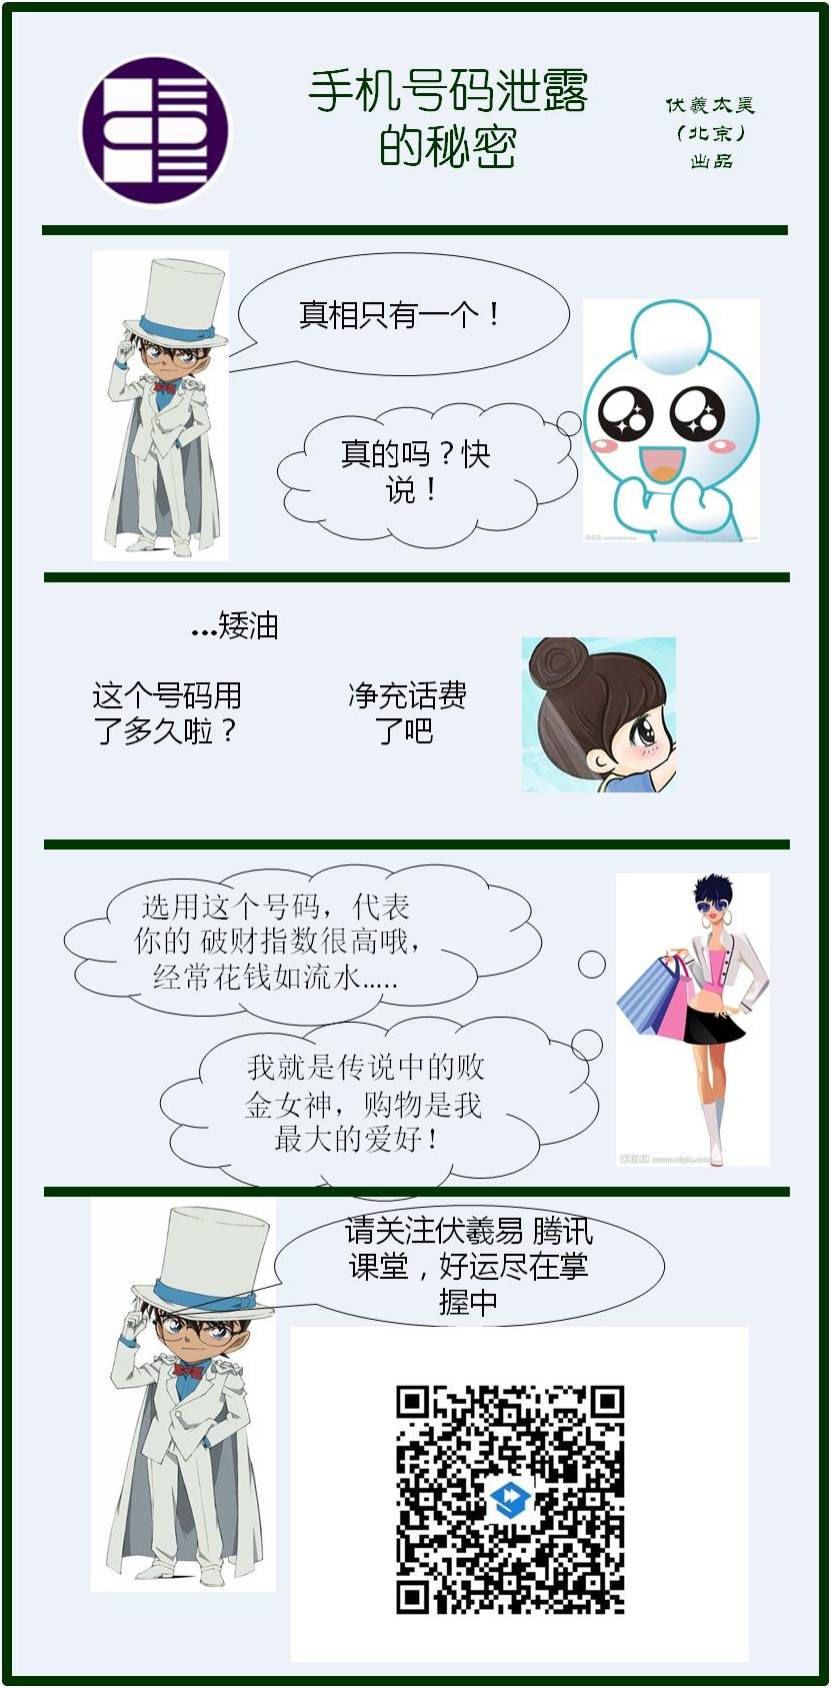 手机号码泄露
的秘密
伏羲太昊
（北京）
出品
真相只有一个！
真的吗？快
说！
...矮油
这个号码用
了多久啦？
净充话费
了吧
选用这个号码，代表
你的 破财指数很高哦，
经常花钱如流水.....
我就是传说中的败
金女神，购物是我
最大的爱好！
请关注伏羲易 腾讯
课堂，好运尽在掌
握中